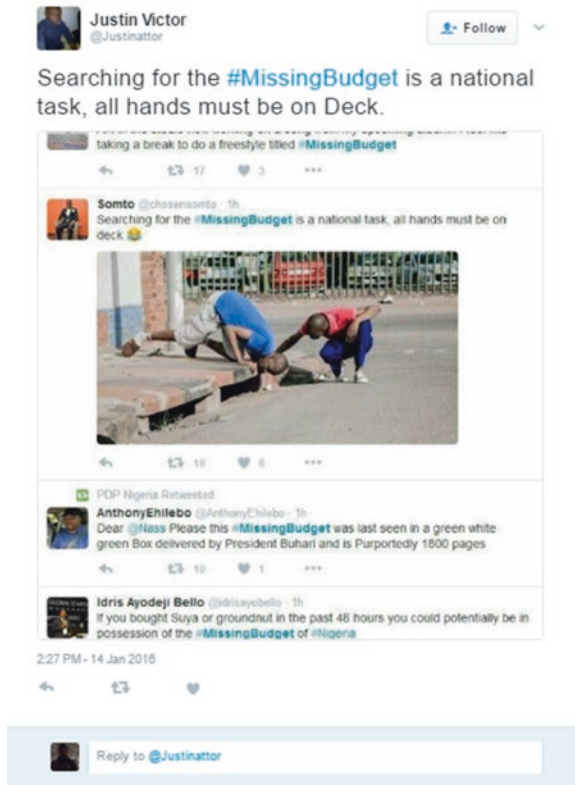 Justin Victor
@Justinattor
Follow
Searching for the #MissingBudget is a national
task, all hands must be on Deck.
taking a break to do a freestyle titled #MissingBudget
17 3
Somto @chosensomto · 1h
Searching for the #MissingBudget is a national task, all hands must be on
deck 😂
16 6
PDP Nigeria Retweeted
AnthonyEhilebo @AnthonyEhilebo · 1h
Dear @Nass Please this #MissingBudget was last seen in a green white
green Box delivered by President Buhari and is Purportedly 1800 pages
10 1
Idris Ayodeji Bello @idrisayobello · 1h
If you bought Suya or groundnut in the past 48 hours you could potentially be in
possession of the #MissingBudget of #Nigeria
2:27 PM - 14 Jan 2016
Reply to @Justinattor